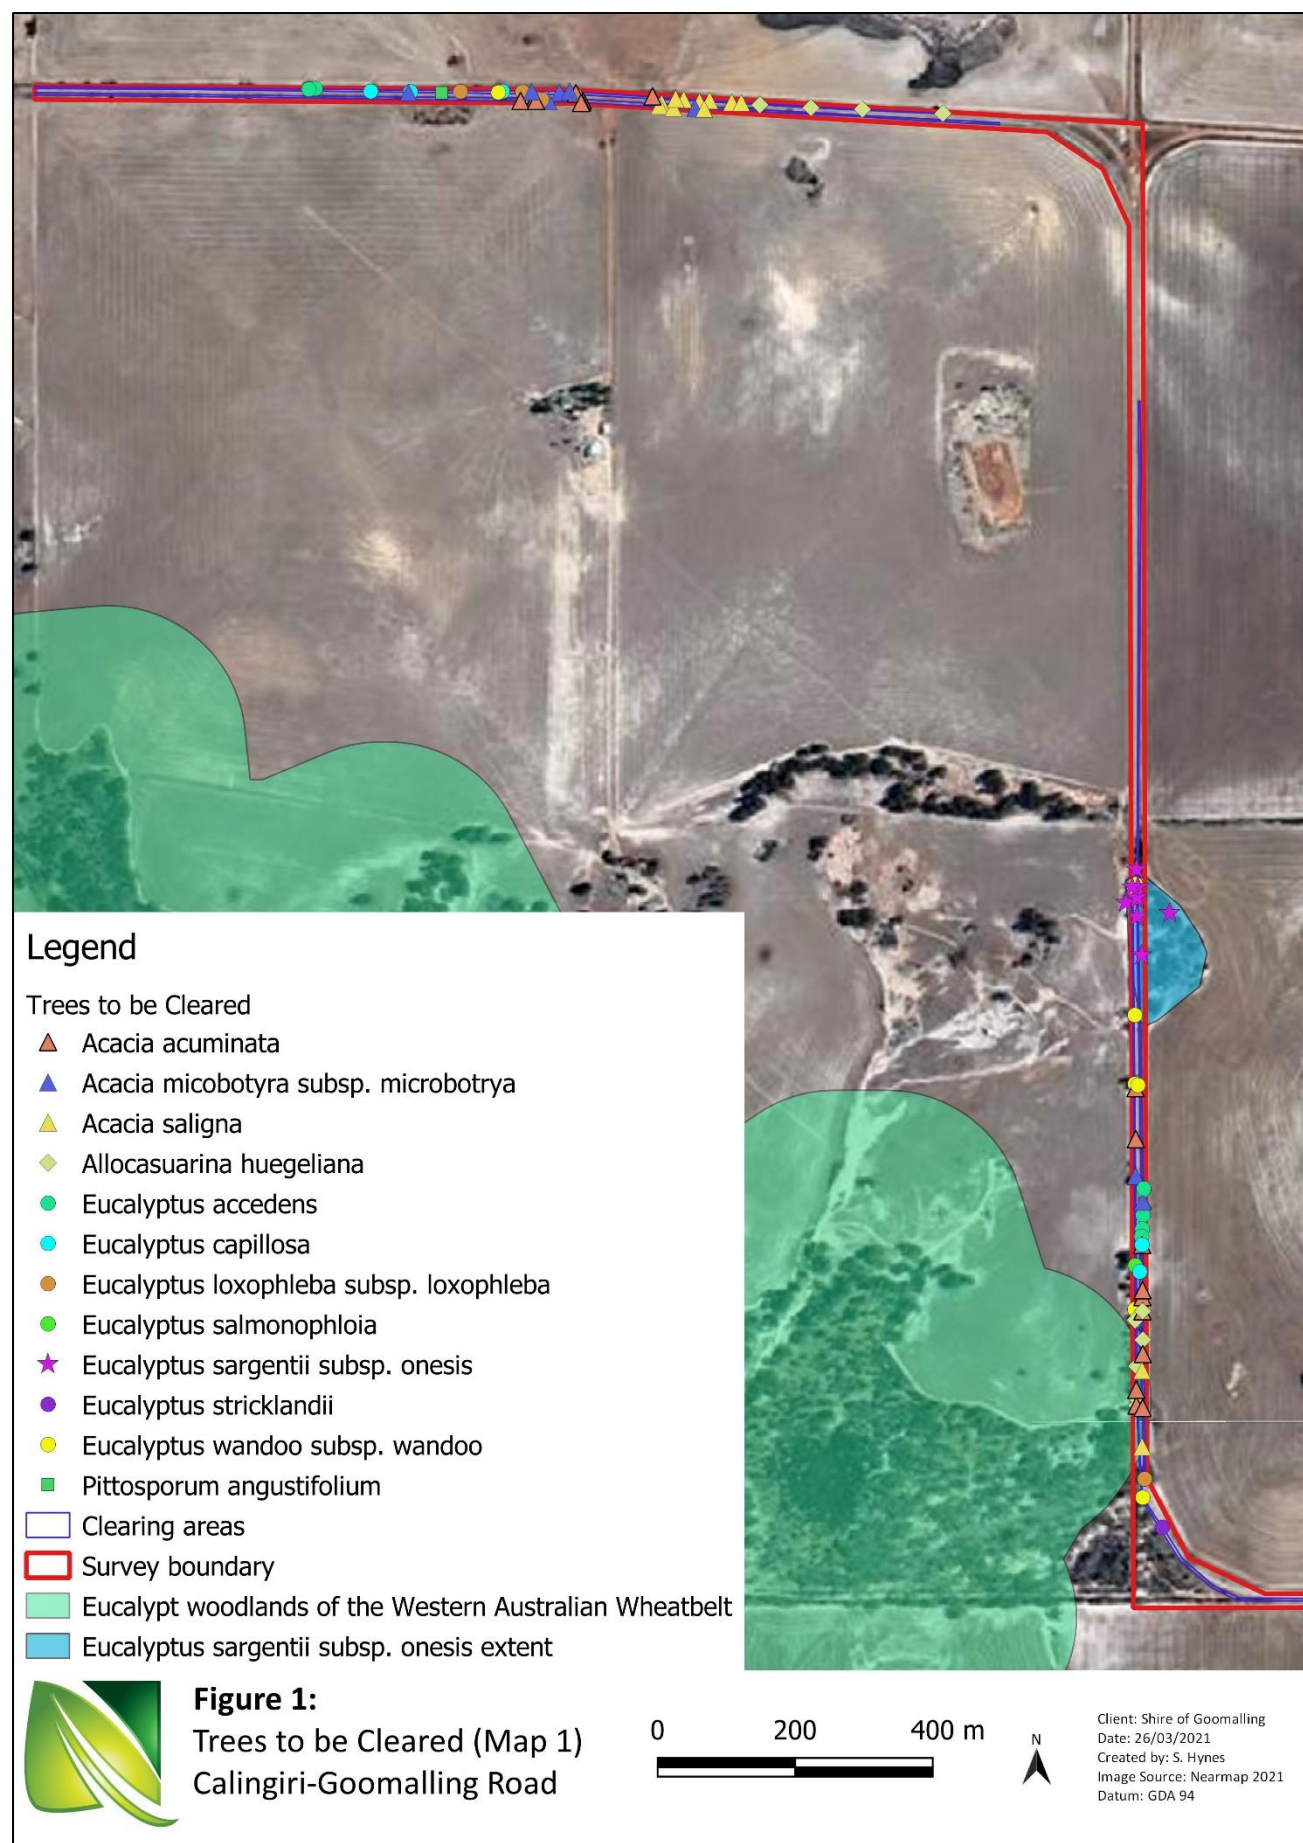 Legend
Trees to be Cleared
Acacia acuminata
Acacia micobotyra subsp. microbotrya
Acacia saligna
Allocasuarina huegeliana
Eucalyptus accedens
Eucalyptus capillosa
Eucalyptus loxophleba subsp. loxophleba
Eucalyptus salmonophloia
Eucalyptus sargentii subsp. onesis
Eucalyptus stricklandii
Eucalyptus wandoo subsp. wandoo
Pittosporum angustifolium
Clearing areas
Survey boundary
Eucalypt woodlands of the Western Australian Wheatbelt
Eucalyptus sargentii subsp. onesis extent
Figure 1:
Trees to be Cleared (Map 1)
Calingiri-Goomalling Road
0 200 400 m
N
Client: Shire of Goomalling
Date: 26/03/2021
Created by: S. Hynes
Image Source: Nearmap 2021
Datum: GDA 94